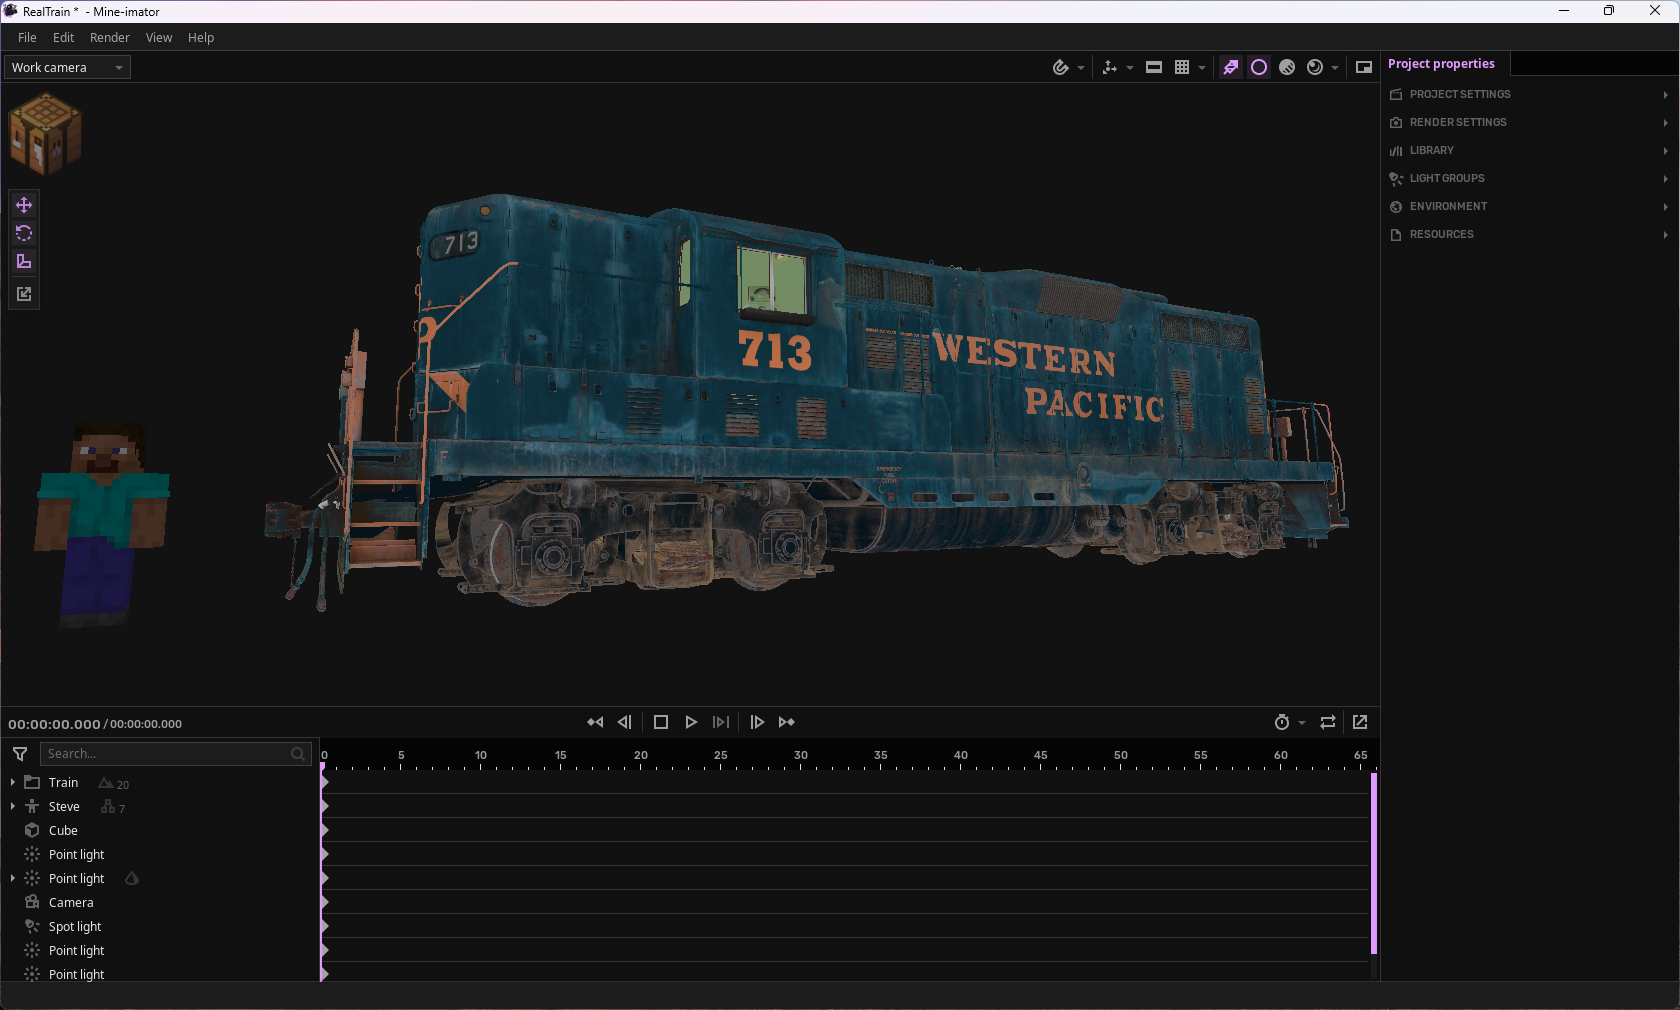 RealTrain * - Mine-imator
File Edit Render View Help
Work camera
Project properties
PROJECT SETTINGS
RENDER SETTINGS
LIBRARY
LIGHT GROUPS
ENVIRONMENT
RESOURCES
713
713
WESTERN
PACIFIC
F
EMERGENCY
FUEL
00:00:00.000 / 00:00:00.000
Search...
0 5 10 15 20 25 30 35 40 45 50 55 60 65
Train 20
Steve 7
Cube
Point light
Point light
Camera
Spot light
Point light
Point light